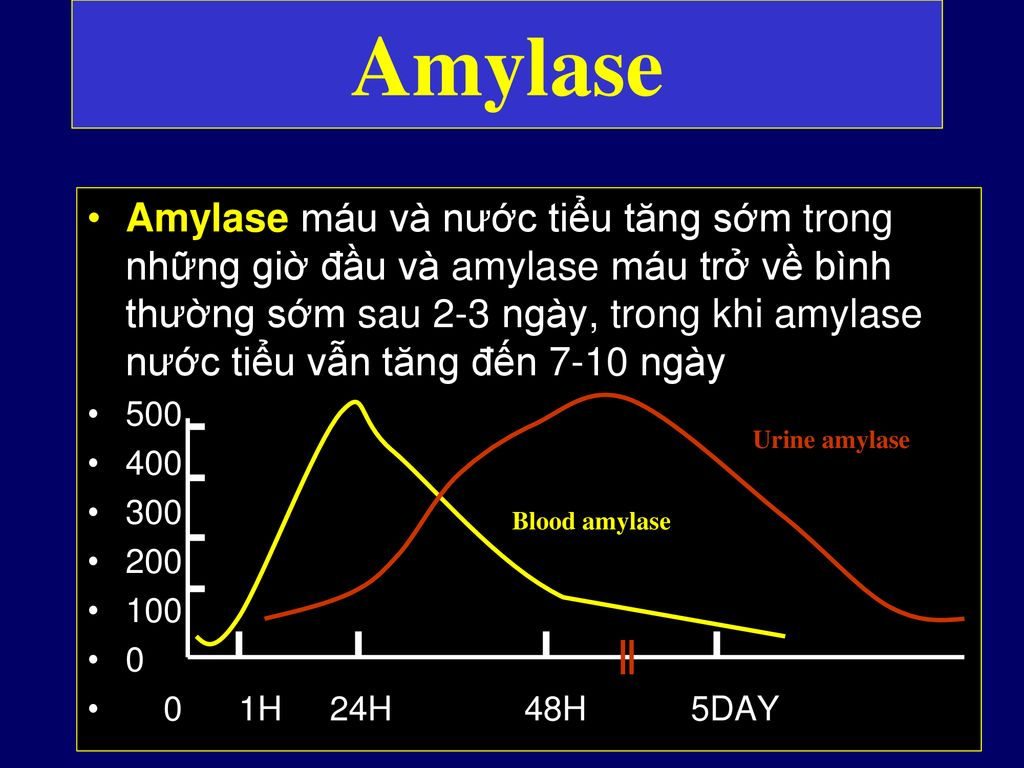 Amylase
• Amylase máu và nước tiểu tăng sớm trong
những giờ đầu và amylase máu trở về bình
thường sớm sau 2-3 ngày, trong khi amylase
nước tiểu vẫn tăng đến 7-10 ngày
• 500
Urine amylase
• 400
• 300
Blood amylase
• 200
• 100
• 0
• 0 1H 24H 48H 5DAY